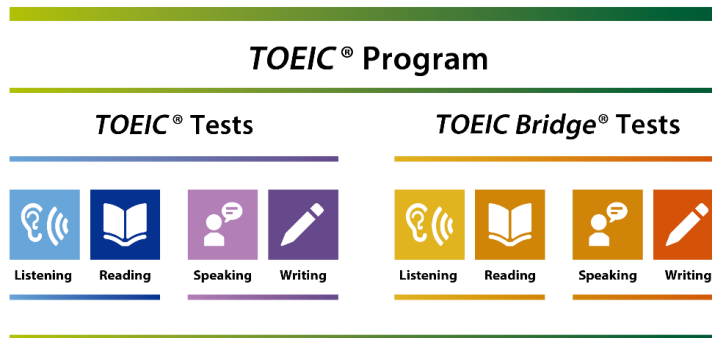 TOEIC® Program
TOEIC® Tests
Listening
Reading
Speaking
Writing
TOEIC Bridge® Tests
Listening
Reading
Speaking
Writing